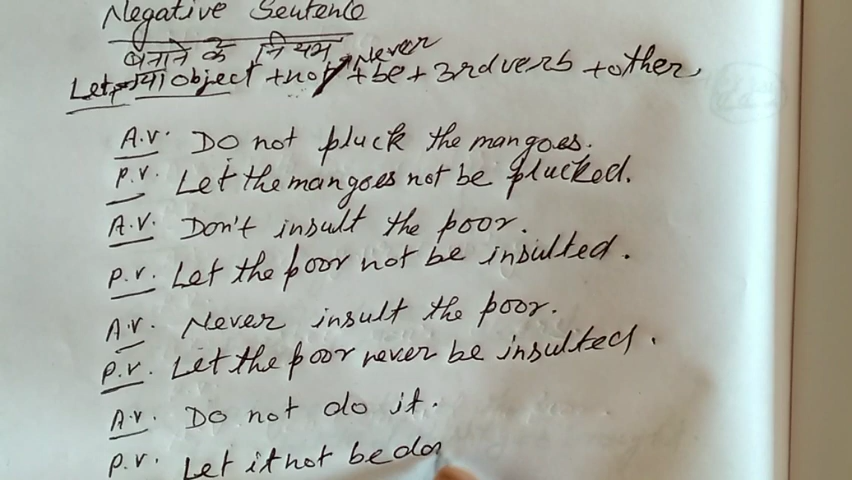 Negative Sentence
बनाने के नियम
Let + या object + not / Never + be + 3rd verb + other
A.V. Do not pluck the mangoes.
P.V. Let the mangoes not be plucked.
A.V. Don't insult the poor.
P.V. Let the poor not be insulted.
A.V. Never insult the poor.
P.V. Let the poor never be insulted.
A.V. Do not do it.
P.V. Let it not be do